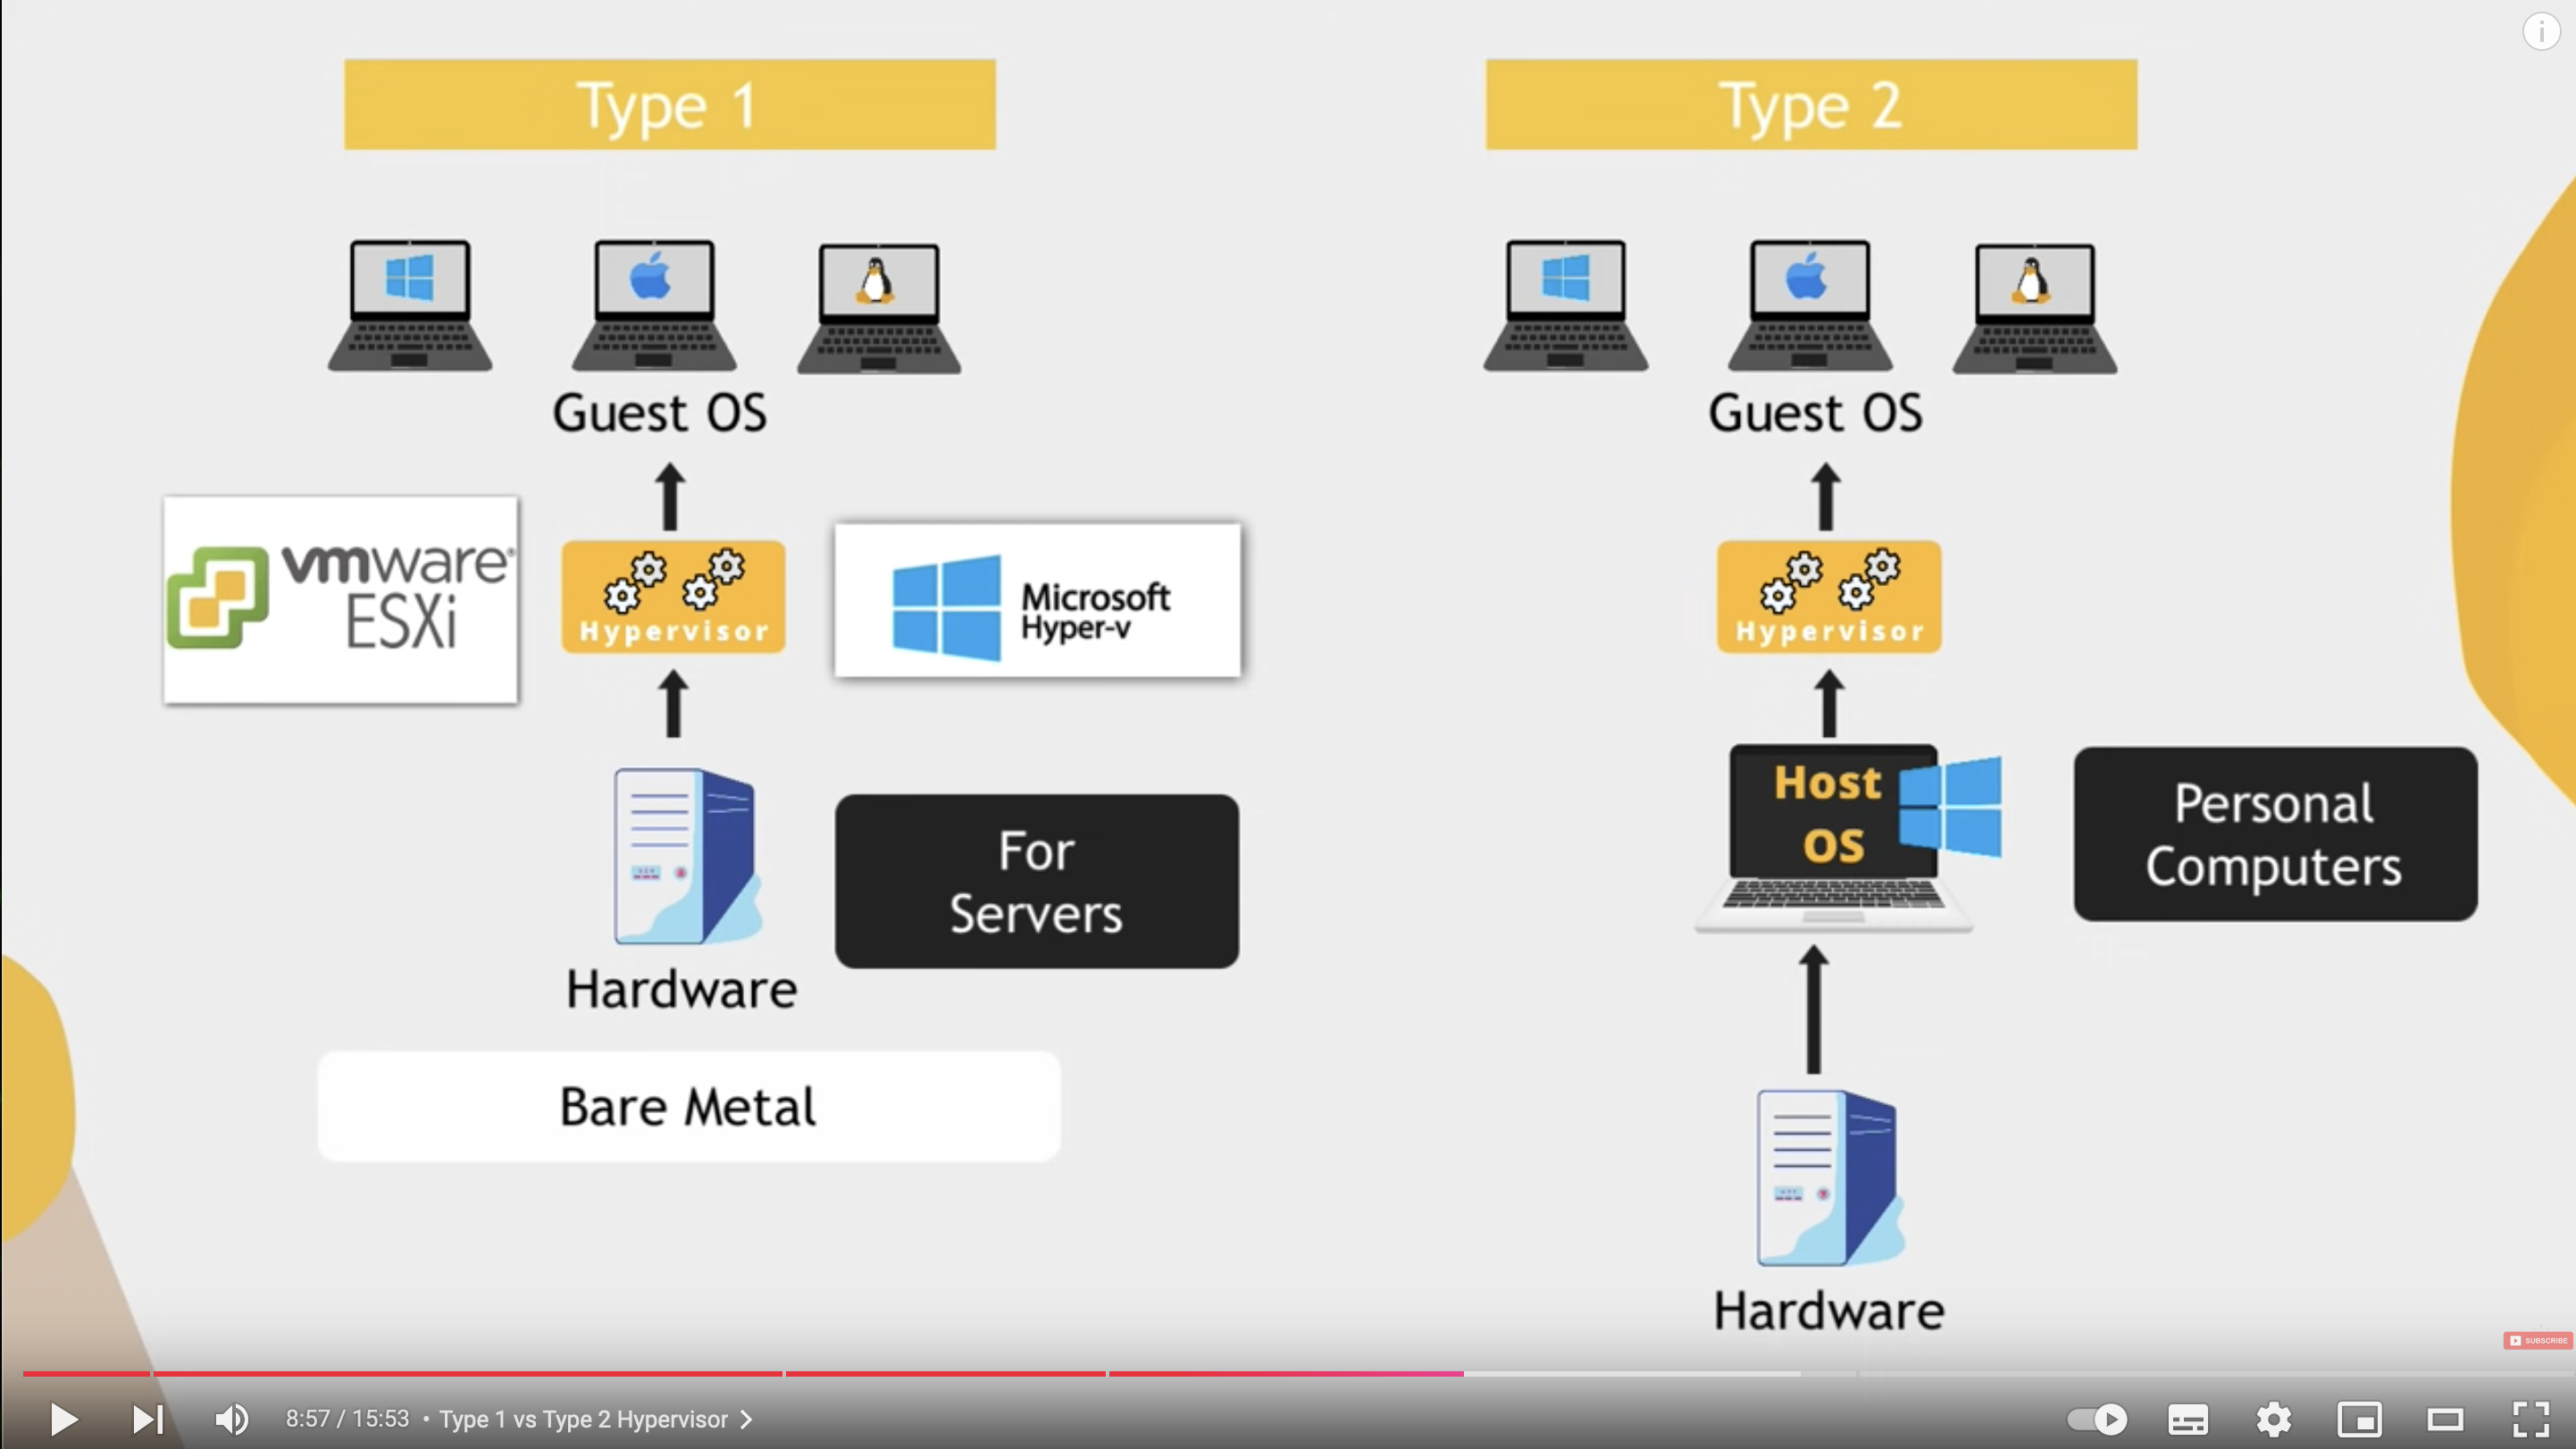 Type 1
Type 2
Guest OS
Guest OS
vmware®
ESXi
Hypervisor
Microsoft
Hyper-v
Hypervisor
Host
OS
Personal
Computers
For
Servers
Hardware
Bare Metal
Hardware
SUBSCRIBE
8:57 / 15:53 • Type 1 vs Type 2 Hypervisor